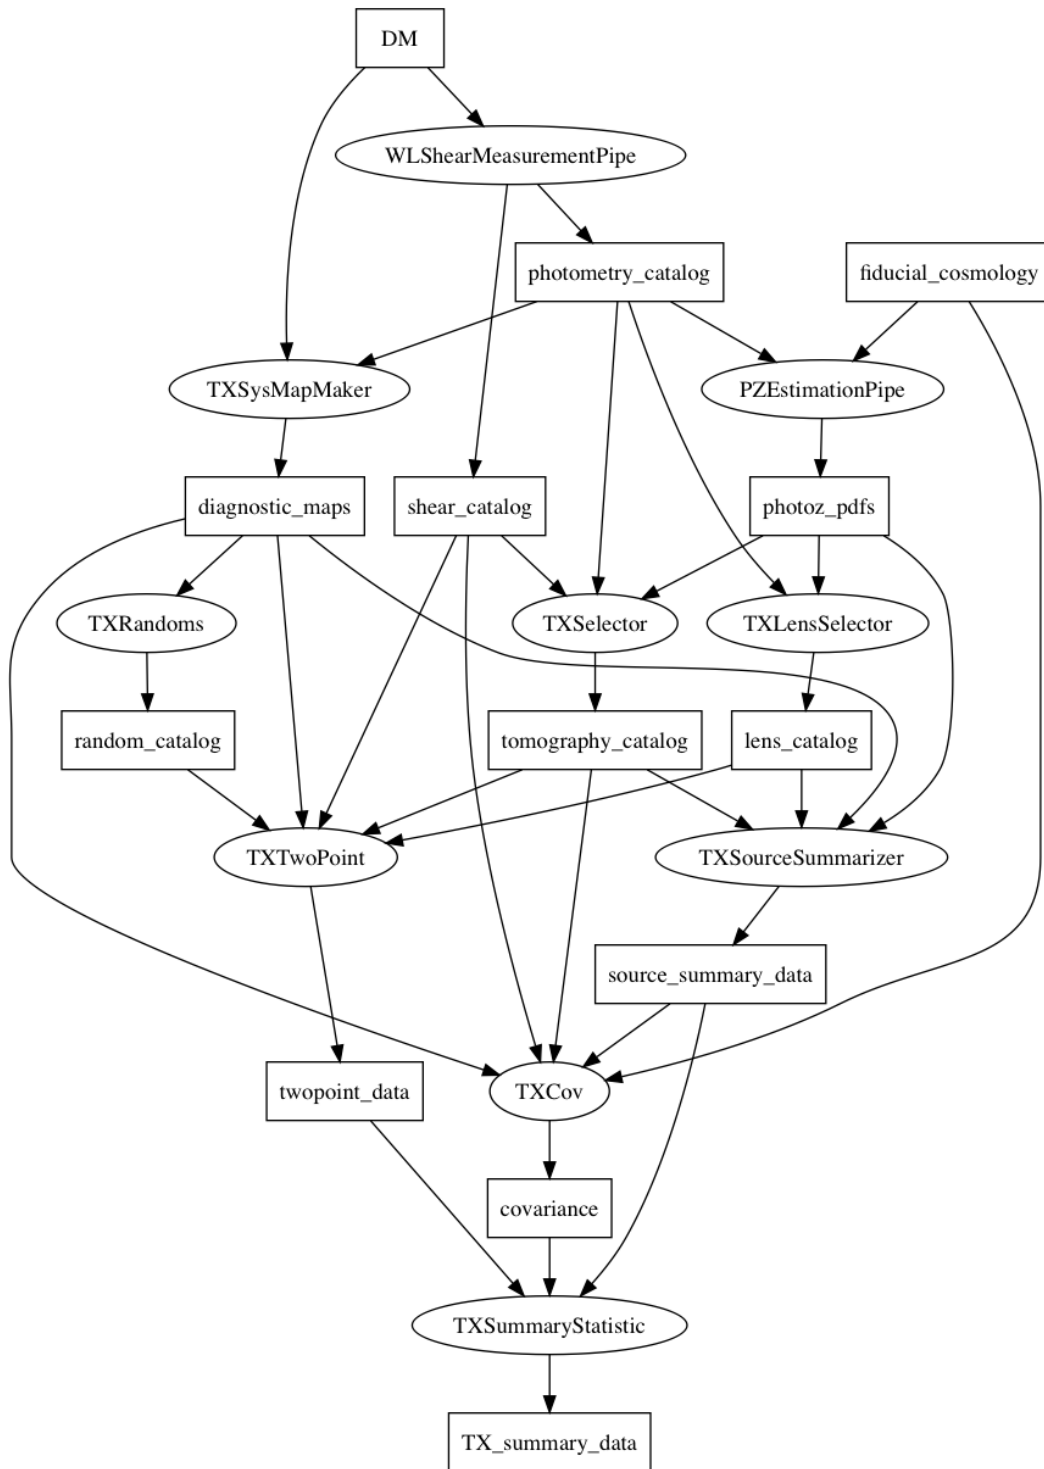 DM
WLShearMeasurementPipe
photometry_catalog
fiducial_cosmology
TXSysMapMaker
PZEstimationPipe
diagnostic_maps
shear_catalog
photoz_pdfs
TXRandoms
TXSelector
TXLensSelector
random_catalog
tomography_catalog
lens_catalog
TXTwoPoint
TXSourceSummarizer
source_summary_data
twopoint_data
TXCov
covariance
TXSummaryStatistic
TX_summary_data